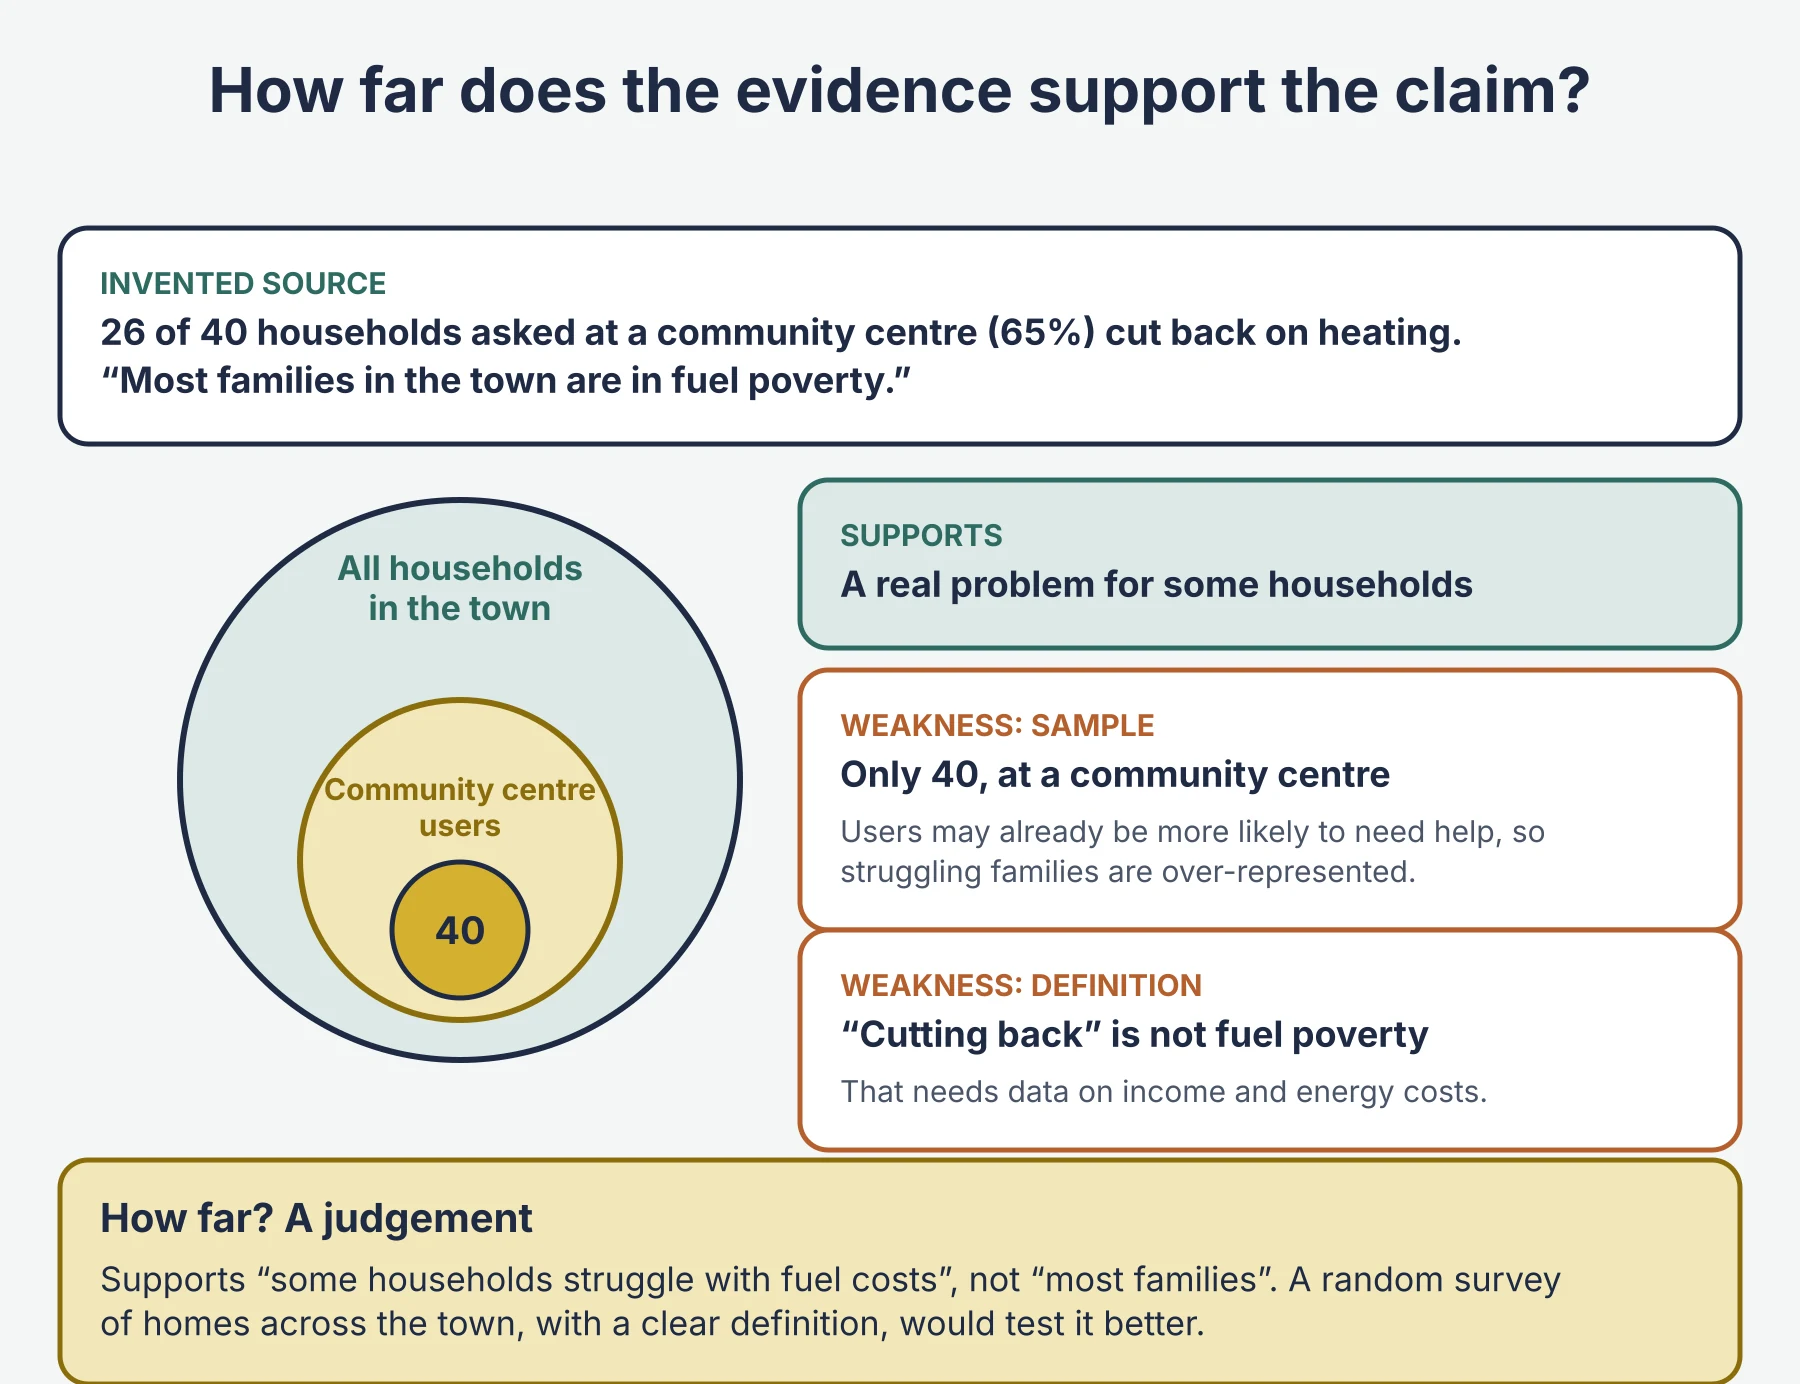 How far does the evidence support the claim?
INVENTED SOURCE
26 of 40 households asked at a community centre (65%) cut back on heating.
“Most families in the town are in fuel poverty.”
All households
in the town
Community centre
users
40
SUPPORTS
A real problem for some households
WEAKNESS: SAMPLE
Only 40, at a community centre
Users may already be more likely to need help, so
struggling families are over-represented.
WEAKNESS: DEFINITION
“Cutting back” is not fuel poverty
That needs data on income and energy costs.
How far? A judgement
Supports “some households struggle with fuel costs”, not “most families”. A random survey
of homes across the town, with a clear definition, would test it better.